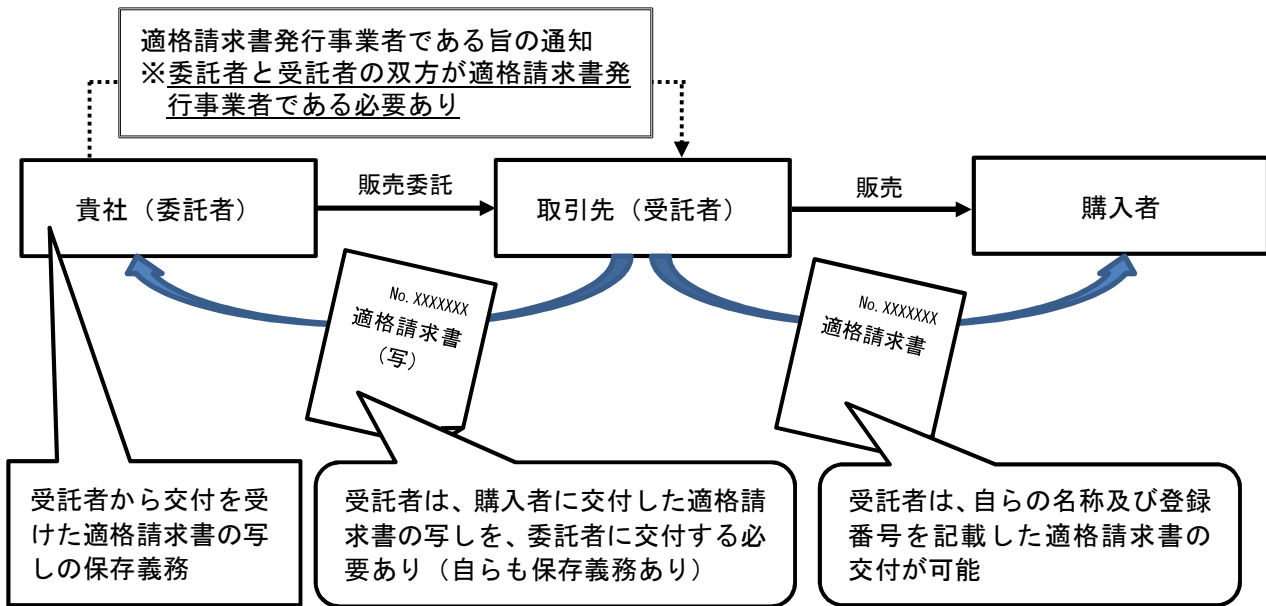 適格請求書発行事業者である旨の通知
※委託者と受託者の双方が適格請求書発
行事業者である必要あり
貴社（委託者）
販売委託
取引先（受託者）
販売
購入者
No. XXXXXXX
適格請求書
（写）
No. XXXXXXX
適格請求書
受託者から交付を受
けた適格請求書の写
しの保存義務
受託者は、購入者に交付した適格請
求書の写しを、委託者に交付する必
要あり（自らも保存義務あり）
受託者は、自らの名称及び登録
番号を記載した適格請求書の
交付が可能